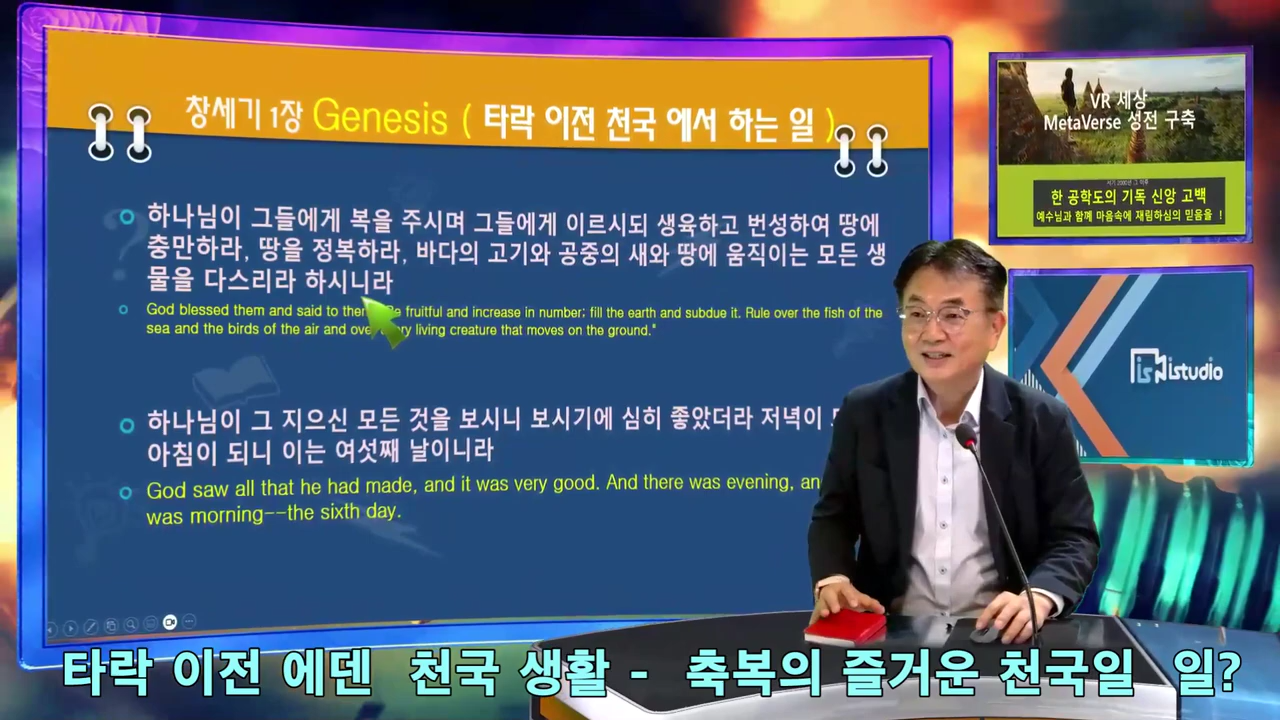 창세기 1장 Genesis ( 타락 이전 천국 에서 하는 일 )
하나님이 그들에게 복을 주시며 그들에게 이르시되 생육하고 번성하여 땅에
충만하라, 땅을 정복하라, 바다의 고기와 공중의 새와 땅에 움직이는 모든 생
물을 다스리라 하시니라
God blessed them and said to fruitful and increase in number; fill the earth and subdue it. Rule over the fish of the
sea and the birds of the air and living creature that moves on the ground."
하나님이 그 지으신 모든 것을 보시니 보시기에 심히 좋았더라 저녁이
아침이 되니 이는 여섯째 날이니라
God saw all that he had made, and it was very good. And there was evening,
was morning--the sixth day.
VR 세상
MetaVerse 성전 구축
한 공학도의 기독 신앙 고백
예수님과 함께 마음속에 재림하심의 믿음을 !
istudio
타락 이전 에덴 천국 생활 - 축복의 즐거운 천국일 일?